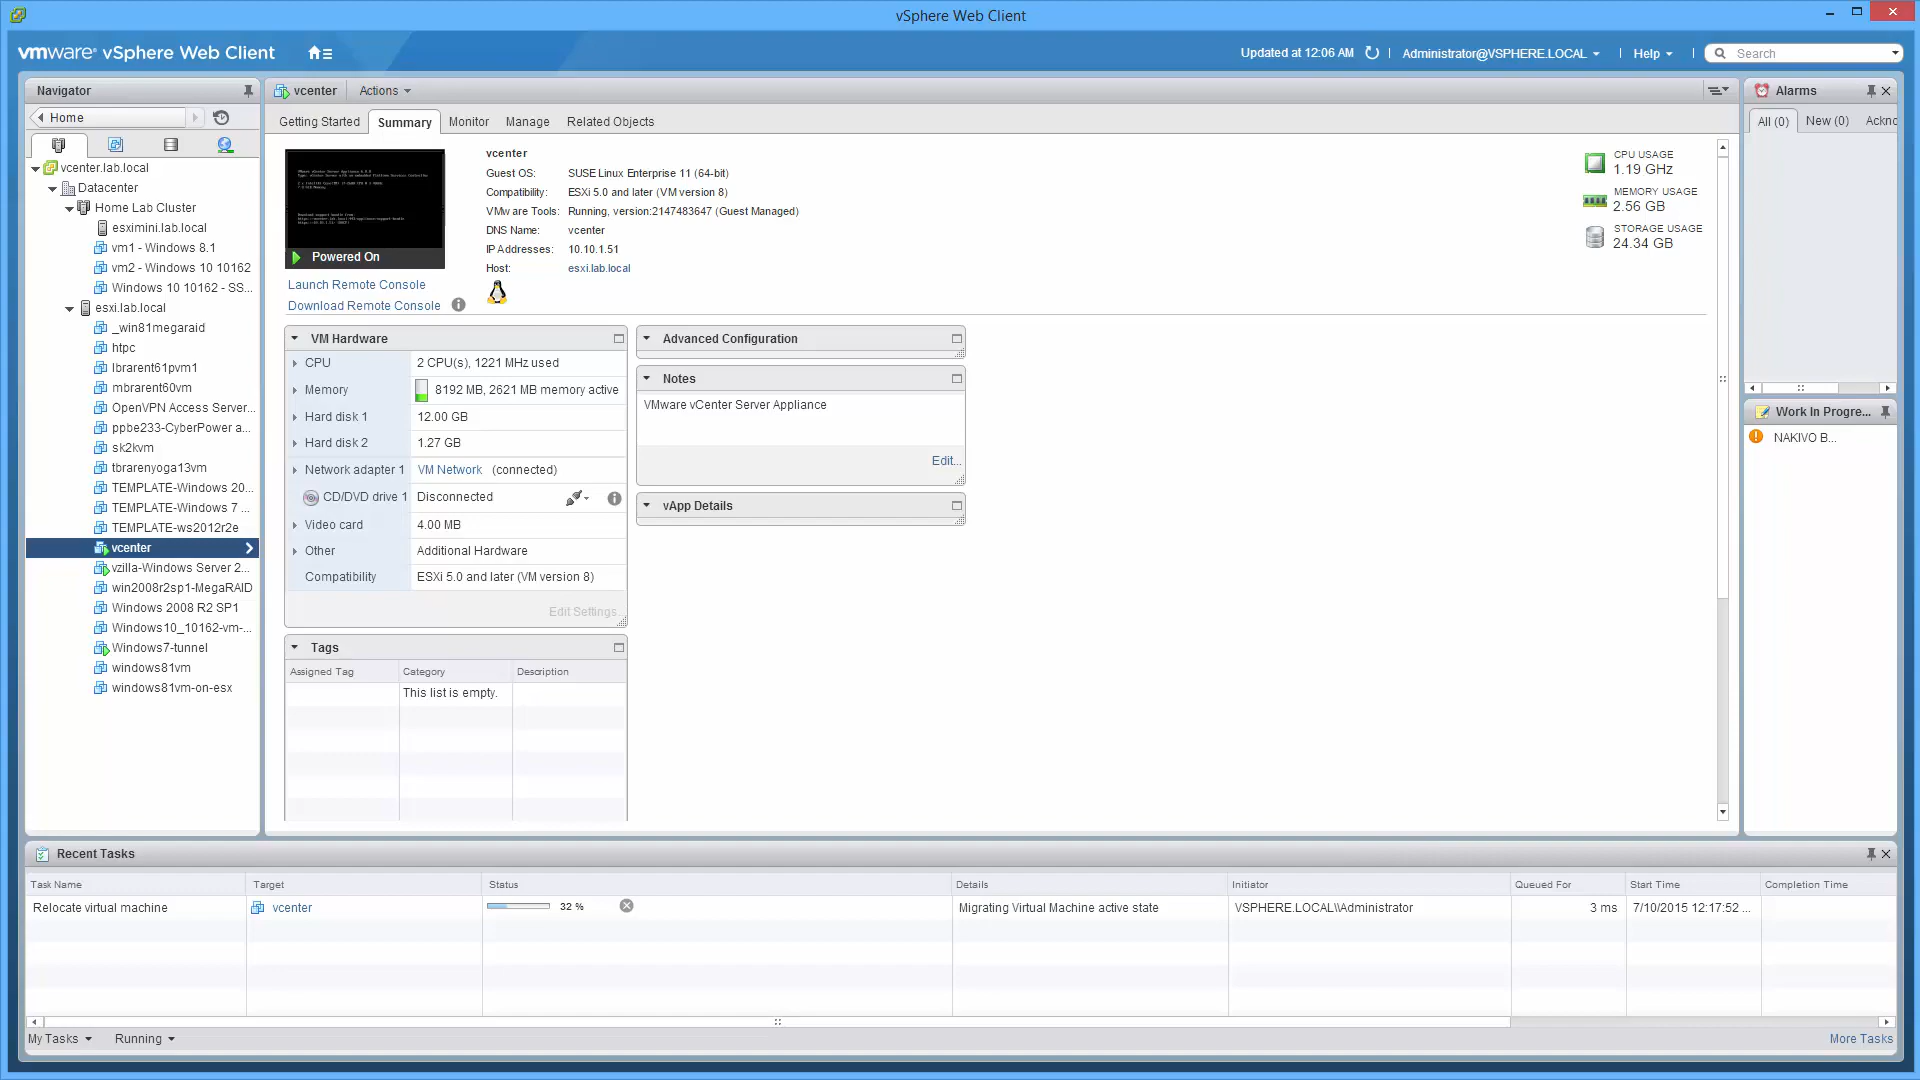 vSphere Web Client
vmware® vSphere Web Client
Updated at 12:06 AM
Administrator@VSPHERE.LOCAL
Help
Search
Navigator
Home
vcenter.lab.local
Datacenter
Home Lab Cluster
esximini.lab.local
vm1 - Windows 8.1
vm2 - Windows 10 10162
Windows 10 10162 - SS...
esxi.lab.local
_win81megaraid
htpc
lbrarent61pvm1
mbrarent60vm
OpenVPN Access Server...
ppbe233-CyberPower a...
sk2kvm
tbrarenyoga13vm
TEMPLATE-Windows 20...
TEMPLATE-Windows 7 ...
TEMPLATE-ws2012r2e
vcenter
vzilla-Windows Server 2...
win2008r2sp1-MegaRAID
Windows 2008 R2 SP1
Windows10_10162-vm-...
Windows7-tunnel
windows81vm
windows81vm-on-esx
vcenter
Actions
Getting Started
Summary
Monitor
Manage
Related Objects
Powered On
Launch Remote Console
Download Remote Console
vcenter
Guest OS: SUSE Linux Enterprise 11 (64-bit)
Compatibility: ESXi 5.0 and later (VM version 8)
VMware Tools: Running, version:2147483647 (Guest Managed)
DNS Name: vcenter
IP Addresses: 10.10.1.51
Host: esxi.lab.local
CPU USAGE
1.19 GHz
MEMORY USAGE
2.56 GB
STORAGE USAGE
24.34 GB
VM Hardware
CPU 2 CPU(s), 1221 MHz used
Memory 8192 MB, 2621 MB memory active
Hard disk 1 12.00 GB
Hard disk 2 1.27 GB
Network adapter 1 VM Network (connected)
CD/DVD drive 1 Disconnected
Video card 4.00 MB
Other Additional Hardware
Compatibility ESXi 5.0 and later (VM version 8)
Edit Settings...
Advanced Configuration
Notes
VMware vCenter Server Appliance
Edit...
vApp Details
Tags
Assigned Tag Category Description
This list is empty.
Alarms
All (0) New (0) Ackno
Work In Progre...
NAKIVO B...
Recent Tasks
Task Name Target Status Details Initiator Queued For Start Time Completion Time
Relocate virtual machine vcenter 32 % Migrating Virtual Machine active state VSPHERE.LOCAL\\Administrator 3 ms 7/10/2015 12:17:52 ...
My Tasks Running More Tasks